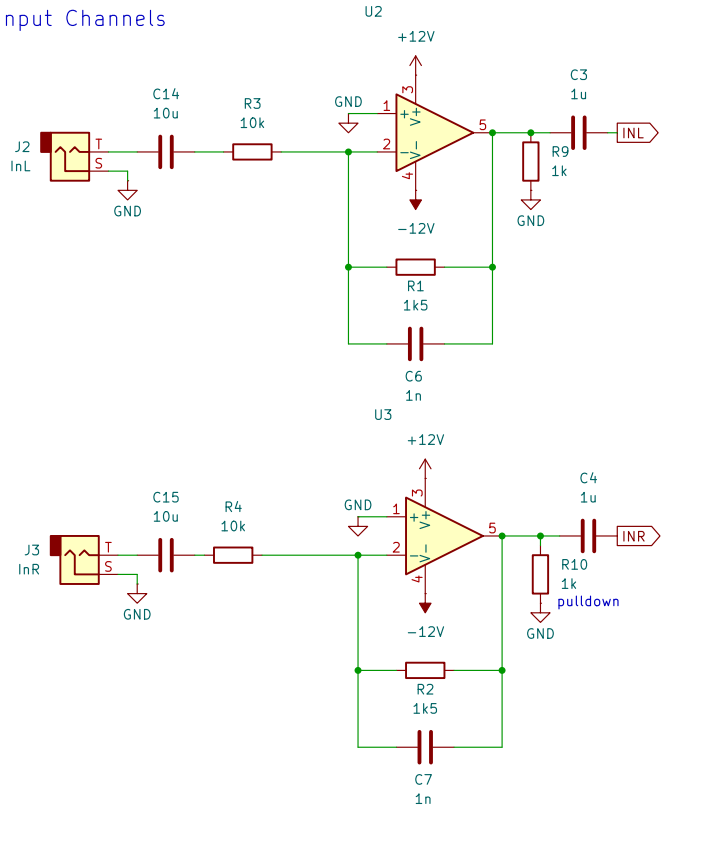 nput Channels
U2
+12V
C14
10u
R3
10k
GND
1
+
V+
3
5
C3
1u
INL
J2
InL
T
S
GND
2
−
V−
4
−12V
R9
1k
GND
R1
1k5
C6
1n
U3
+12V
C15
10u
R4
10k
GND
1
+
V+
3
5
C4
1u
INR
J3
InR
T
S
GND
2
−
V−
4
−12V
R10
1k
pulldown
GND
R2
1k5
C7
1n